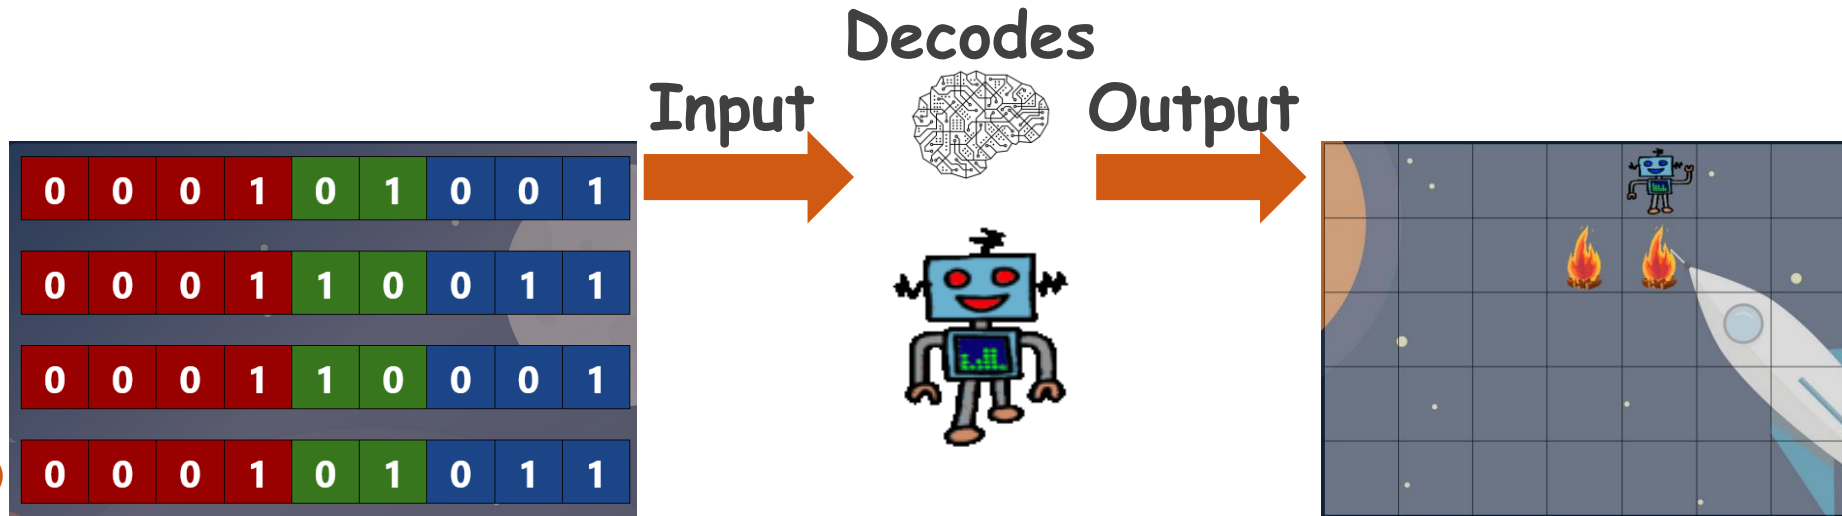 Decodes
Input
Output
0 0 0 1 0 1 0 0 1
0 0 0 1 1 0 0 1 1
0 0 0 1 1 0 0 0 1
0 0 0 1 0 1 0 1 1